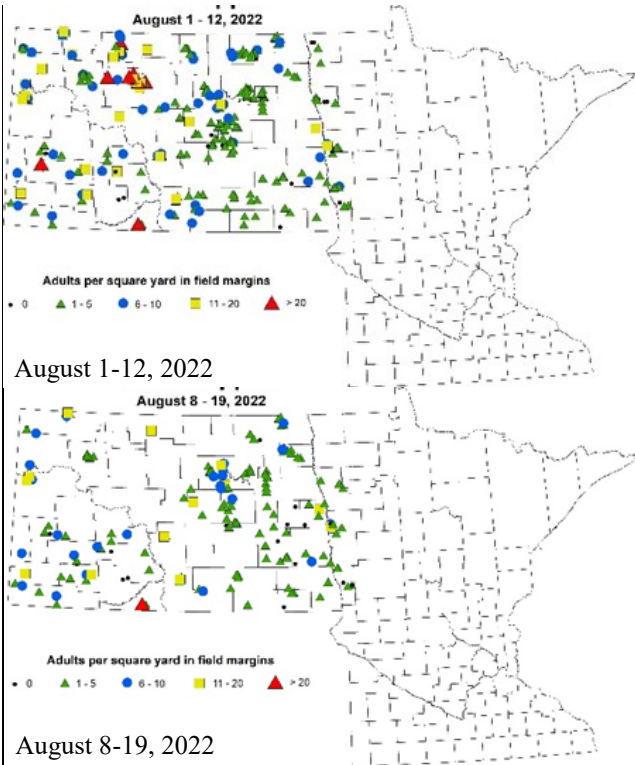 August 1 - 12, 2022
Adults per square yard in field margins
0 1 - 5 6 - 10 11 - 20 > 20
August 1-12, 2022
August 8 - 19, 2022
Adults per square yard in field margins
0 1 - 5 6 - 10 11 - 20 > 20
August 8-19, 2022